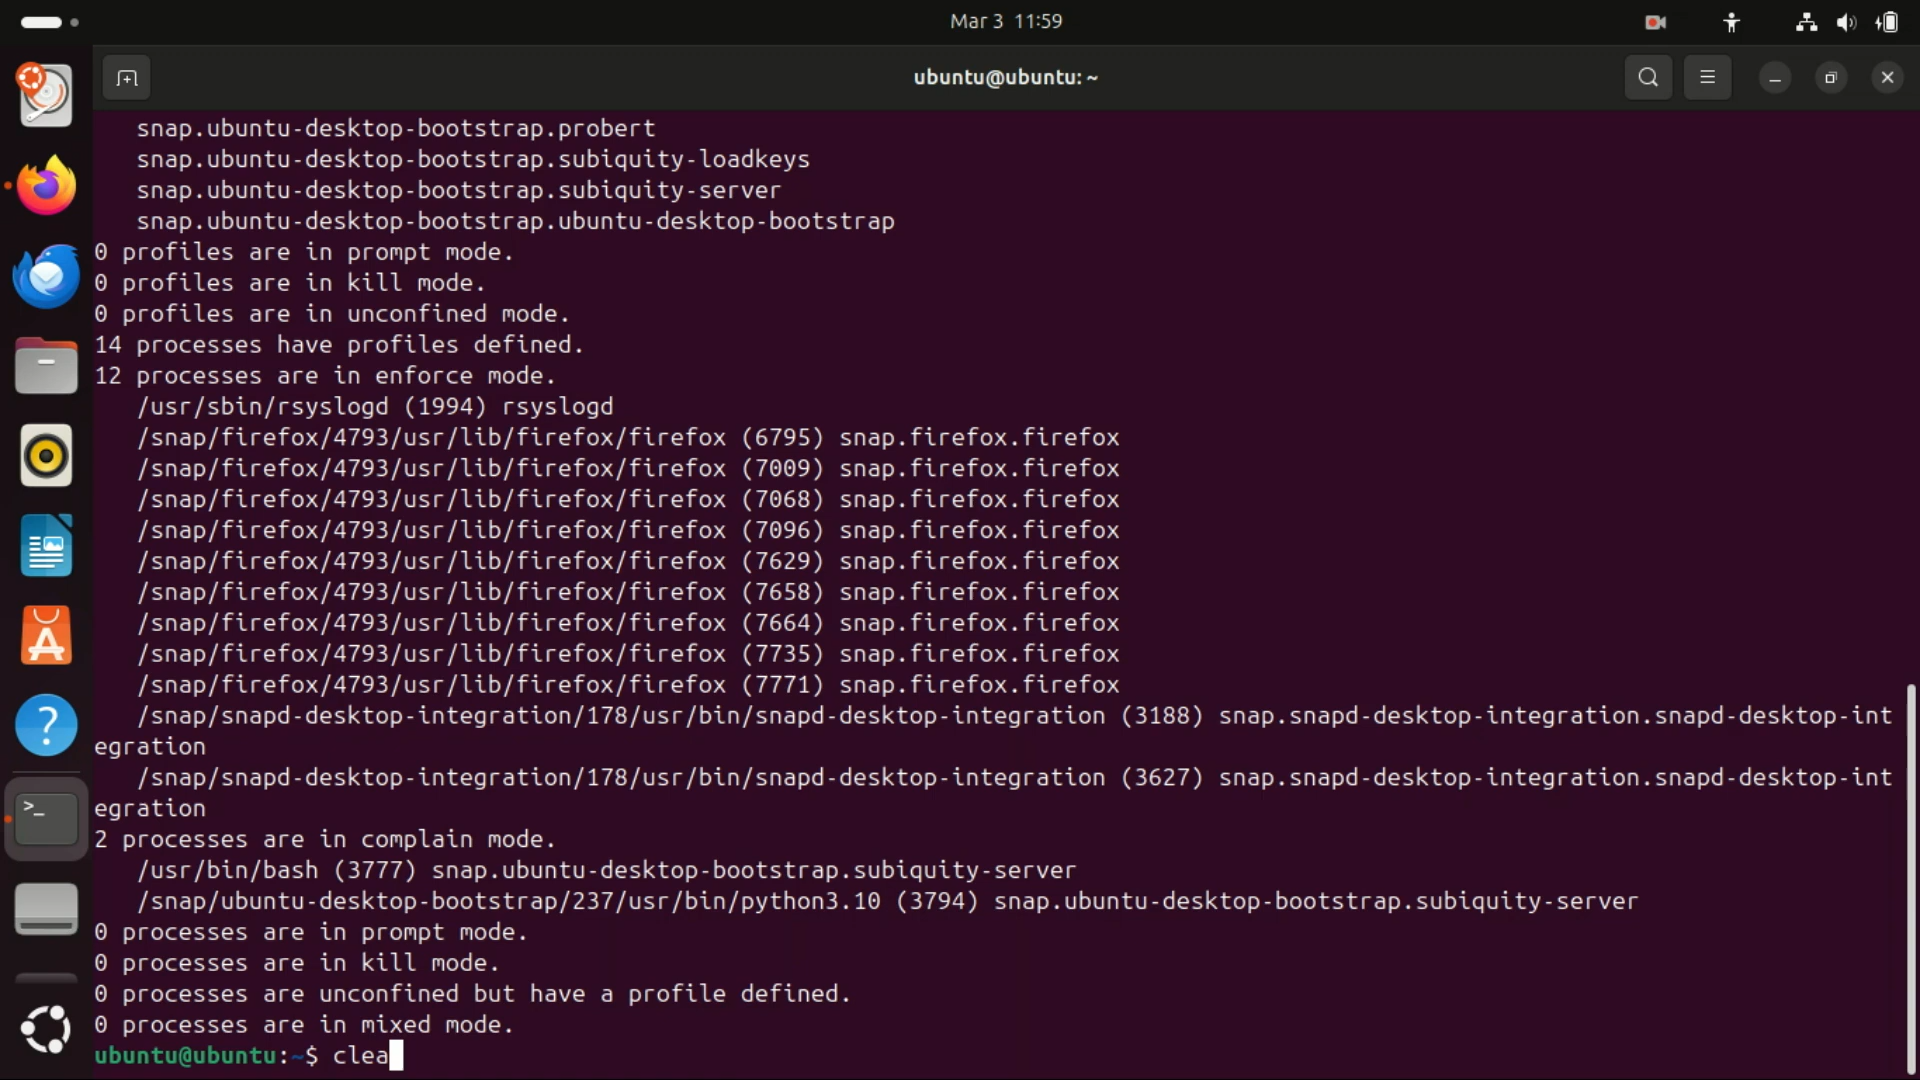 Mar 3 11:59
ubuntu@ubuntu: ~
snap.ubuntu-desktop-bootstrap.probert
snap.ubuntu-desktop-bootstrap.subiquity-loadkeys
snap.ubuntu-desktop-bootstrap.subiquity-server
snap.ubuntu-desktop-bootstrap.ubuntu-desktop-bootstrap
0 profiles are in prompt mode.
0 profiles are in kill mode.
0 profiles are in unconfined mode.
14 processes have profiles defined.
12 processes are in enforce mode.
/usr/sbin/rsyslogd (1994) rsyslogd
/snap/firefox/4793/usr/lib/firefox/firefox (6795) snap.firefox.firefox
/snap/firefox/4793/usr/lib/firefox/firefox (7009) snap.firefox.firefox
/snap/firefox/4793/usr/lib/firefox/firefox (7068) snap.firefox.firefox
/snap/firefox/4793/usr/lib/firefox/firefox (7096) snap.firefox.firefox
/snap/firefox/4793/usr/lib/firefox/firefox (7629) snap.firefox.firefox
/snap/firefox/4793/usr/lib/firefox/firefox (7658) snap.firefox.firefox
/snap/firefox/4793/usr/lib/firefox/firefox (7664) snap.firefox.firefox
/snap/firefox/4793/usr/lib/firefox/firefox (7735) snap.firefox.firefox
/snap/firefox/4793/usr/lib/firefox/firefox (7771) snap.firefox.firefox
/snap/snapd-desktop-integration/178/usr/bin/snapd-desktop-integration (3188) snap.snapd-desktop-integration.snapd-desktop-int
egration
/snap/snapd-desktop-integration/178/usr/bin/snapd-desktop-integration (3627) snap.snapd-desktop-integration.snapd-desktop-int
egration
2 processes are in complain mode.
/usr/bin/bash (3777) snap.ubuntu-desktop-bootstrap.subiquity-server
/snap/ubuntu-desktop-bootstrap/237/usr/bin/python3.10 (3794) snap.ubuntu-desktop-bootstrap.subiquity-server
0 processes are in prompt mode.
0 processes are in kill mode.
0 processes are unconfined but have a profile defined.
0 processes are in mixed mode.
ubuntu@ubuntu:~$ clea